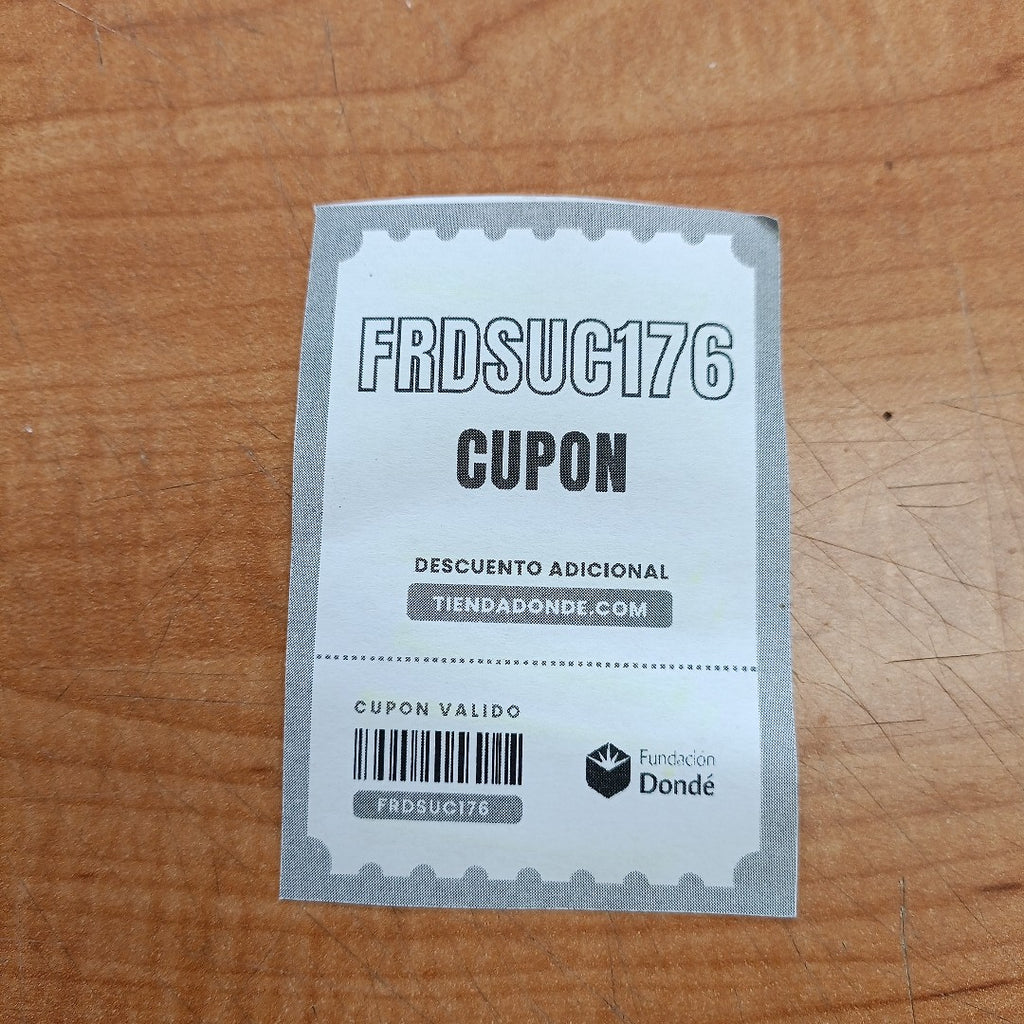 FRDSUC176
CUPON
DESCUENTO ADICIONAL
TIENDADONDE.COM
CUPON VALIDO
FRDSUC176
Fundación
Dondé